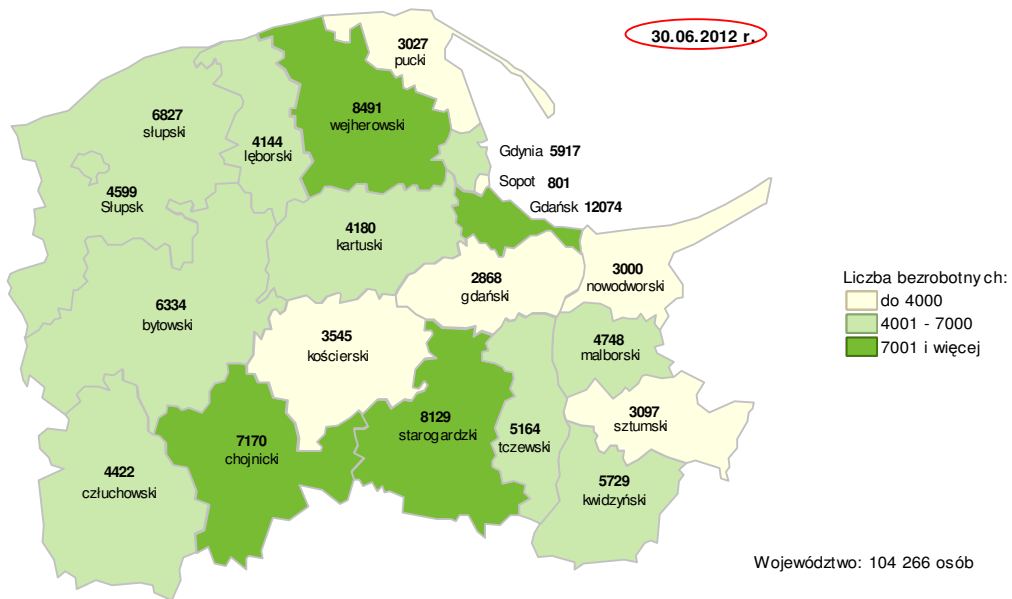 30.06.2012 r.
3027
pucki
8491
wejherowski
6827
słupski
4144
lęborski
Gdynia 5917
Sopot 801
Gdańsk 12074
4599
Słupsk
4180
kartuski
2868
gdański
3000
nowodworski
6334
bytowski
3545
kościerski
4748
malborski
3097
sztumski
8129
starogardzki
5164
tczewski
7170
chojnicki
4422
człuchowski
5729
kwidzyński
Liczba bezrobotnych:
do 4000
4001 - 7000
7001 i więcej
Województwo: 104 266 osób